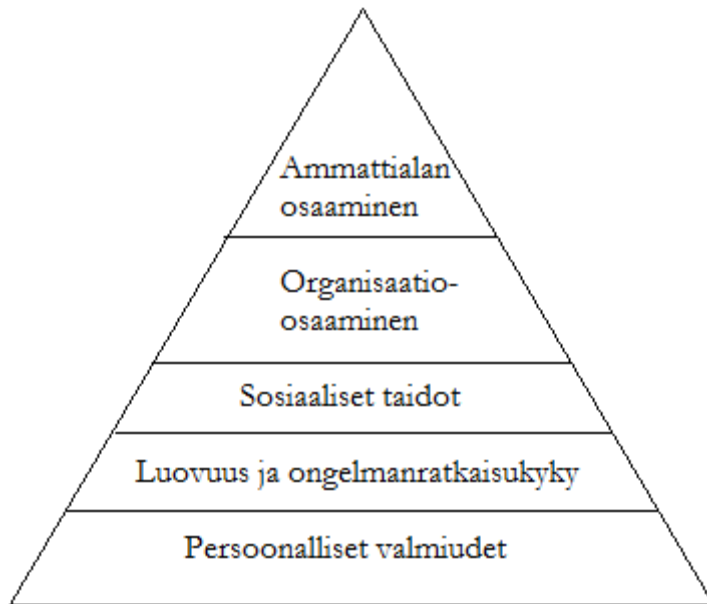 Ammattialan
osaaminen
Organisaatio-
osaaminen
Sosiaaliset taidot
Luovuus ja ongelmanratkaisukyky
Persoonalliset valmiudet